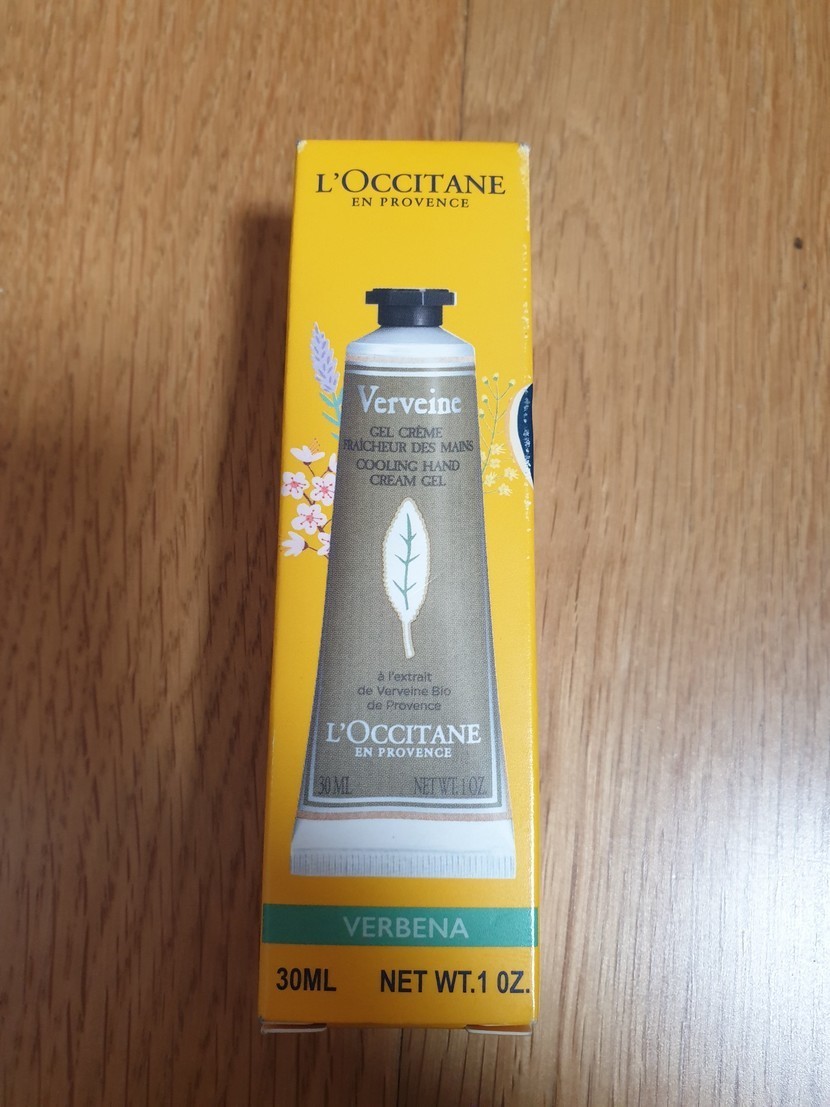 L'OCCITANE
EN PROVENCE
Verveine
GEL CRÈME
FRAÎCHEUR DES MAINS
COOLING HAND
CREAM GEL
à l'extrait
de Verveine Bio
de Provence
L'OCCITANE
EN PROVENCE
30 ML NET WT. 1 OZ.
VERBENA
30ML NET WT.1 OZ.